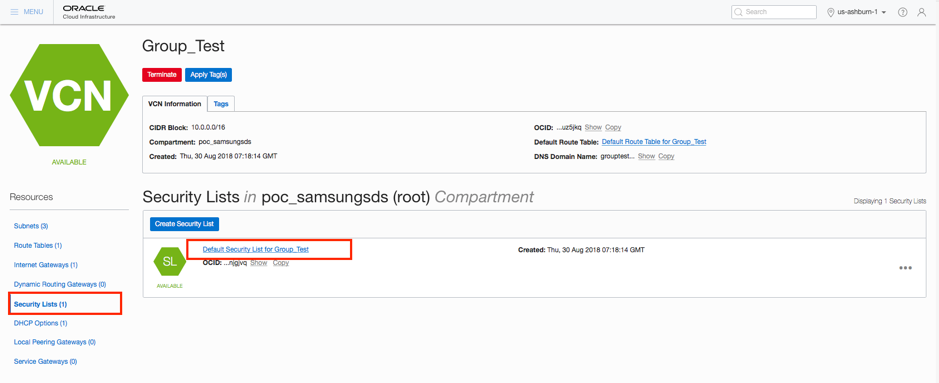 MENU
ORACLE
Cloud Infrastructure
Search
us-ashburn-1
?
VCN
AVAILABLE
Group_Test
Terminate
Apply Tag(s)
VCN Information
Tags
CIDR Block: 10.0.0.0/16
Compartment: poc_samsungsds
Created: Thu, 30 Aug 2018 07:18:14 GMT
OCID: ...uz5jkq Show Copy
Default Route Table: Default Route Table for Group_Test
DNS Domain Name: grouptest... Show Copy
Resources
Subnets (3)
Route Tables (1)
Internet Gateways (1)
Dynamic Routing Gateways (0)
Security Lists (1)
DHCP Options (1)
Local Peering Gateways (0)
Service Gateways (0)
Security Lists in poc_samsungsds (root) Compartment
Displaying 1 Security Lists
Create Security List
SL
AVAILABLE
Default Security List for Group_Test
OCID: ...njgjvq Show Copy
Created: Thu, 30 Aug 2018 07:18:14 GMT